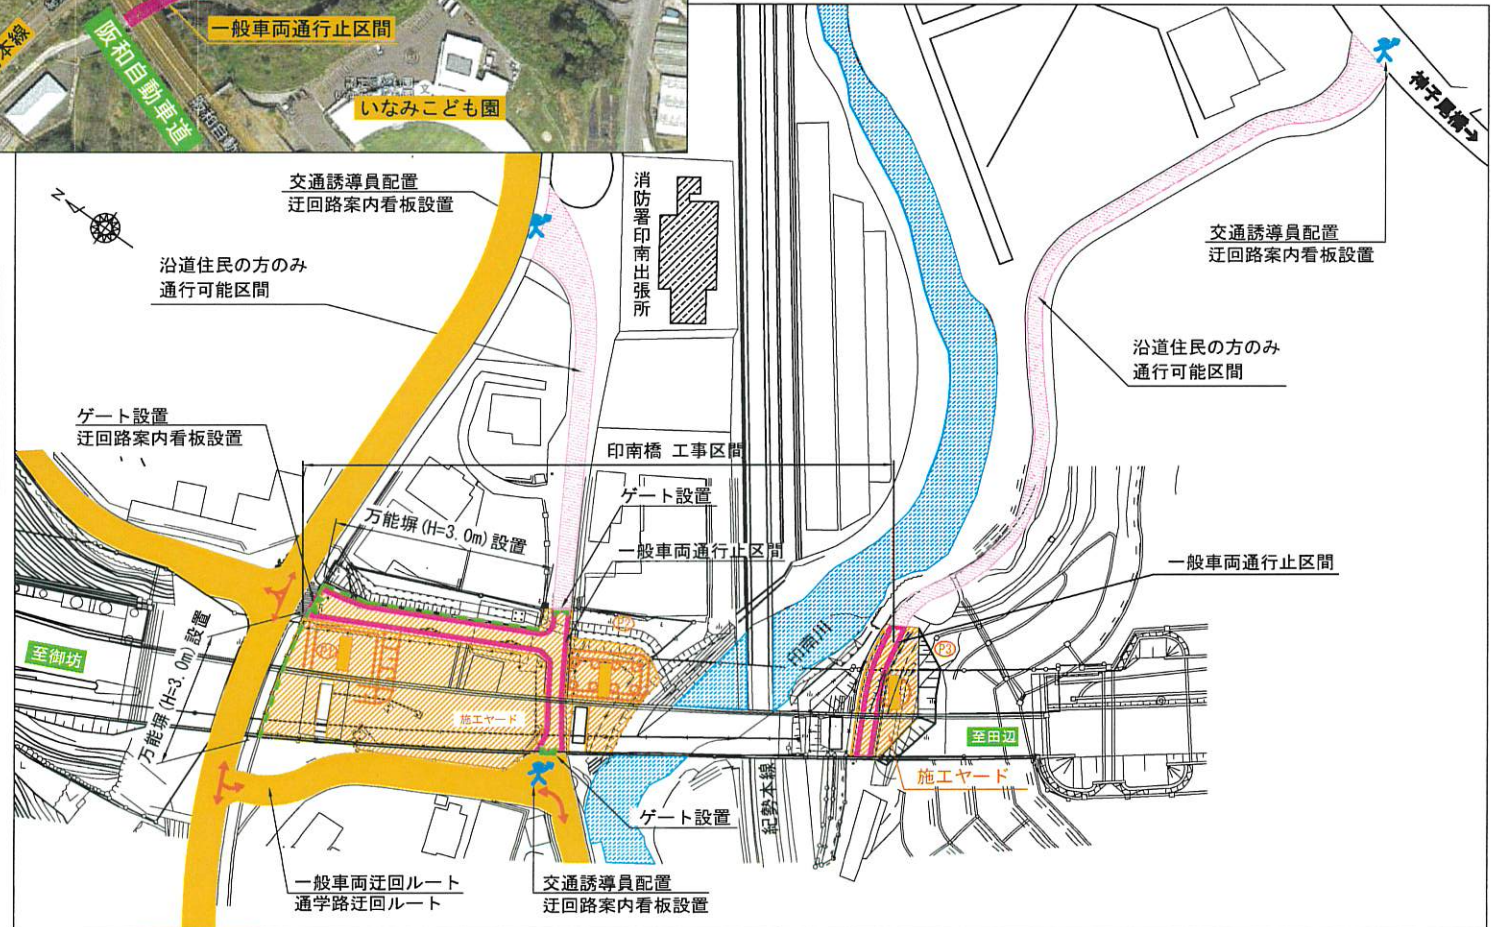 本線
一般車両通行止区間
阪和自動車道
いなみこども園
神子尾橋→
N
交通誘導員配置
迂回路案内看板設置
消防署印南出張所
沿道住民の方のみ
通行可能区間
交通誘導員配置
迂回路案内看板設置
沿道住民の方のみ
通行可能区間
ゲート設置
迂回路案内看板設置
印南橋 工事区間
ゲート設置
万能塀(H=3.0m)設置
一般車両通行止区間
一般車両通行止区間
万能塀(H=3.0m)設置
至御坊
P1
P2
P3
印南川
施工ヤード
至田辺
施工ヤード
紀勢本線
ゲート設置
一般車両迂回ルート
通学路迂回ルート
交通誘導員配置
迂回路案内看板設置